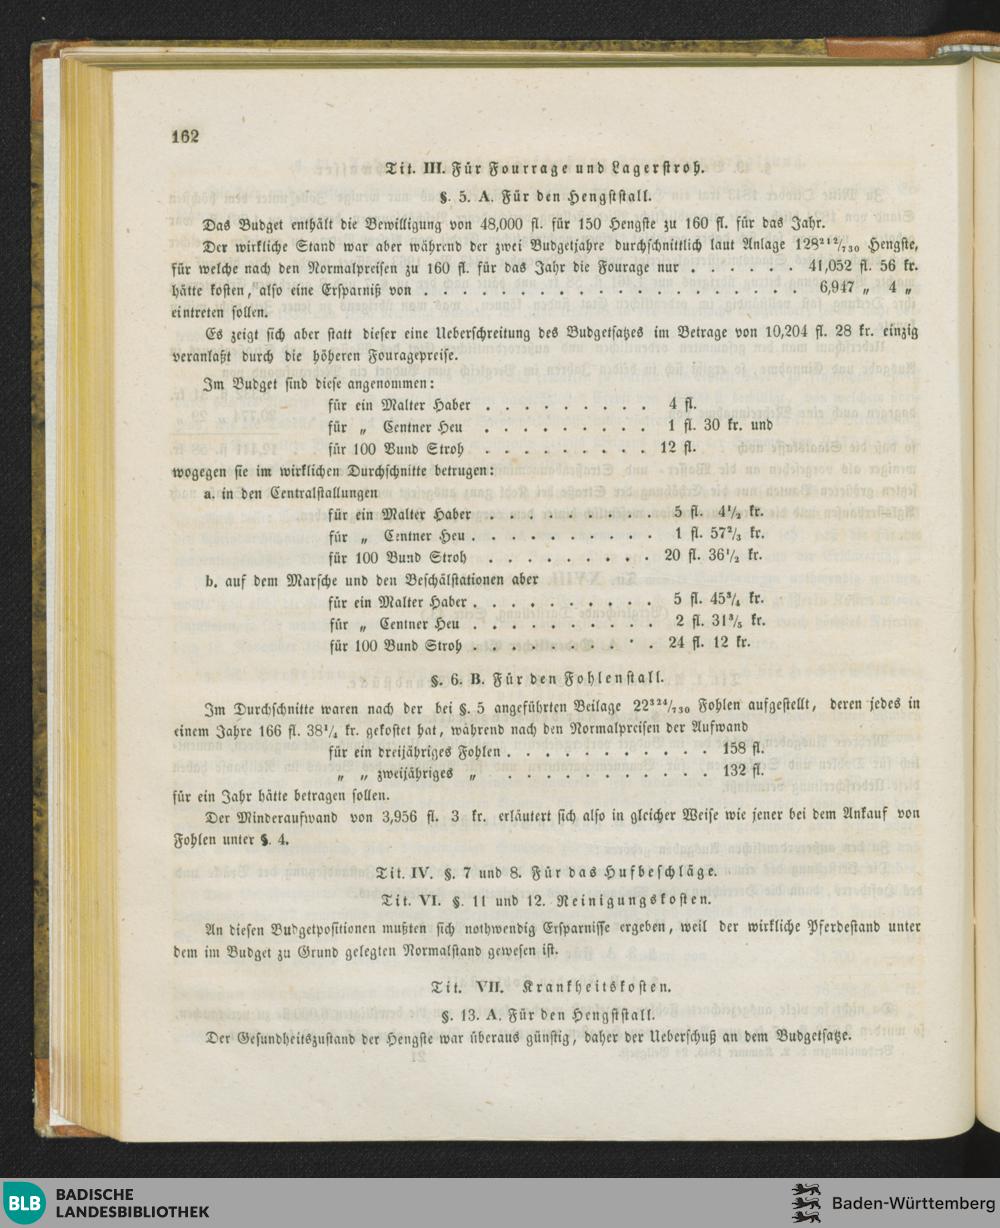 162
Tit. III. Für Fourrage und Lagerstroh.
§. 5. A. Für den Hengststall.
Das Budget enthält die Bewilligung von 48,000 fl. für 150 Hengste zu 160 fl. für das Jahr.
Der wirkliche Stand war aber während der zwei Budgetjahre durchschnittlich laut Anlage 128²¹²/₇₃₀ Hengste,
für welche nach den Normalpreisen zu 160 fl. für das Jahr die Fourage nur . . . . . . 41,052 fl. 56 kr.
hätte kosten, also eine Ersparniß von . . . . . . . . . . . . . . . . . . . . 6,947 „ 4 „
eintreten sollen.
Es zeigt sich aber statt dieser eine Ueberschreitung des Budgetsatzes im Betrage von 10,204 fl. 28 kr. einzig
veranlaßt durch die höheren Fouragepreise.
Im Budget sind diese angenommen:
für ein Malter Haber . . . . . . . . . 4 fl.
für „ Centner Heu . . . . . . . . . 1 fl. 30 kr. und
für 100 Bund Stroh . . . . . . . . . 12 fl.
wogegen sie im wirklichen Durchschnitte betrugen:
a. in den Centralstallungen
für ein Malter Haber . . . . . . . . . 5 fl. 4¹/₂ kr.
für „ Centner Heu . . . . . . . . . . 1 fl. 57²/₃ kr.
für 100 Bund Stroh . . . . . . . . 20 fl. 36¹/₂ kr.
b. auf dem Marsche und den Beschälstationen aber
für ein Malter Haber . . . . . . . . . . 5 fl. 45³/₄ kr.
für „ Centner Heu . . . . . . . . . . 2 fl. 31³/₅ kr.
für 100 Bund Stroh . . . . . . . . . . 24 fl. 12 kr.
§. 6. B. Für den Fohlenstall.
Im Durchschnitte waren nach der bei §. 5 angeführten Beilage 22³²⁴/₇₃₀ Fohlen aufgestellt, deren jedes in
einem Jahre 166 fl. 38¹/₄ kr. gekostet hat, während nach den Normalpreisen der Aufwand
für ein dreijähriges Fohlen . . . . . . . . . . . . 158 fl.
„ „ zweijähriges „ . . . . . . . . . . . . 132 fl.
für ein Jahr hätte betragen sollen.
Der Minderaufwand von 3,956 fl. 3 kr. erläutert sich also in gleicher Weise wie jener bei dem Ankauf von
Fohlen unter §. 4.
Tit. IV. §. 7 und 8. Für das Hufbeschläge.
Tit. VI. §. 11 und 12. Reinigungskosten.
An diesen Budgetpositionen mußten sich nothwendig Ersparnisse ergeben, weil der wirkliche Pferdestand unter
dem im Budget zu Grund gelegten Normalstand gewesen ist.
Tit. VII. Krankheitskosten.
§. 13. A. Für den Hengststall.
Der Gesundheitszustand der Hengste war überaus günstig, daher der Ueberschuß an dem Budgetsatze.
BLB
BADISCHE
LANDESBIBLIOTHEK
Baden-Württemberg